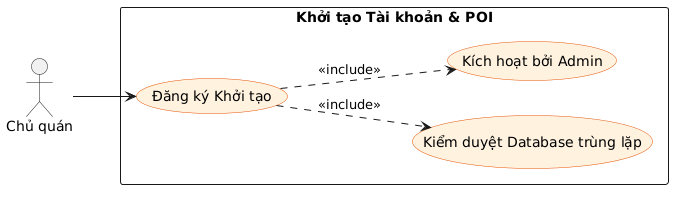 Khởi tạo Tài khoản & POI
Kích hoạt bởi Admin
«include»
Đăng ký Khởi tạo
«include»
Chủ quán
Kiểm duyệt Database trùng lặp